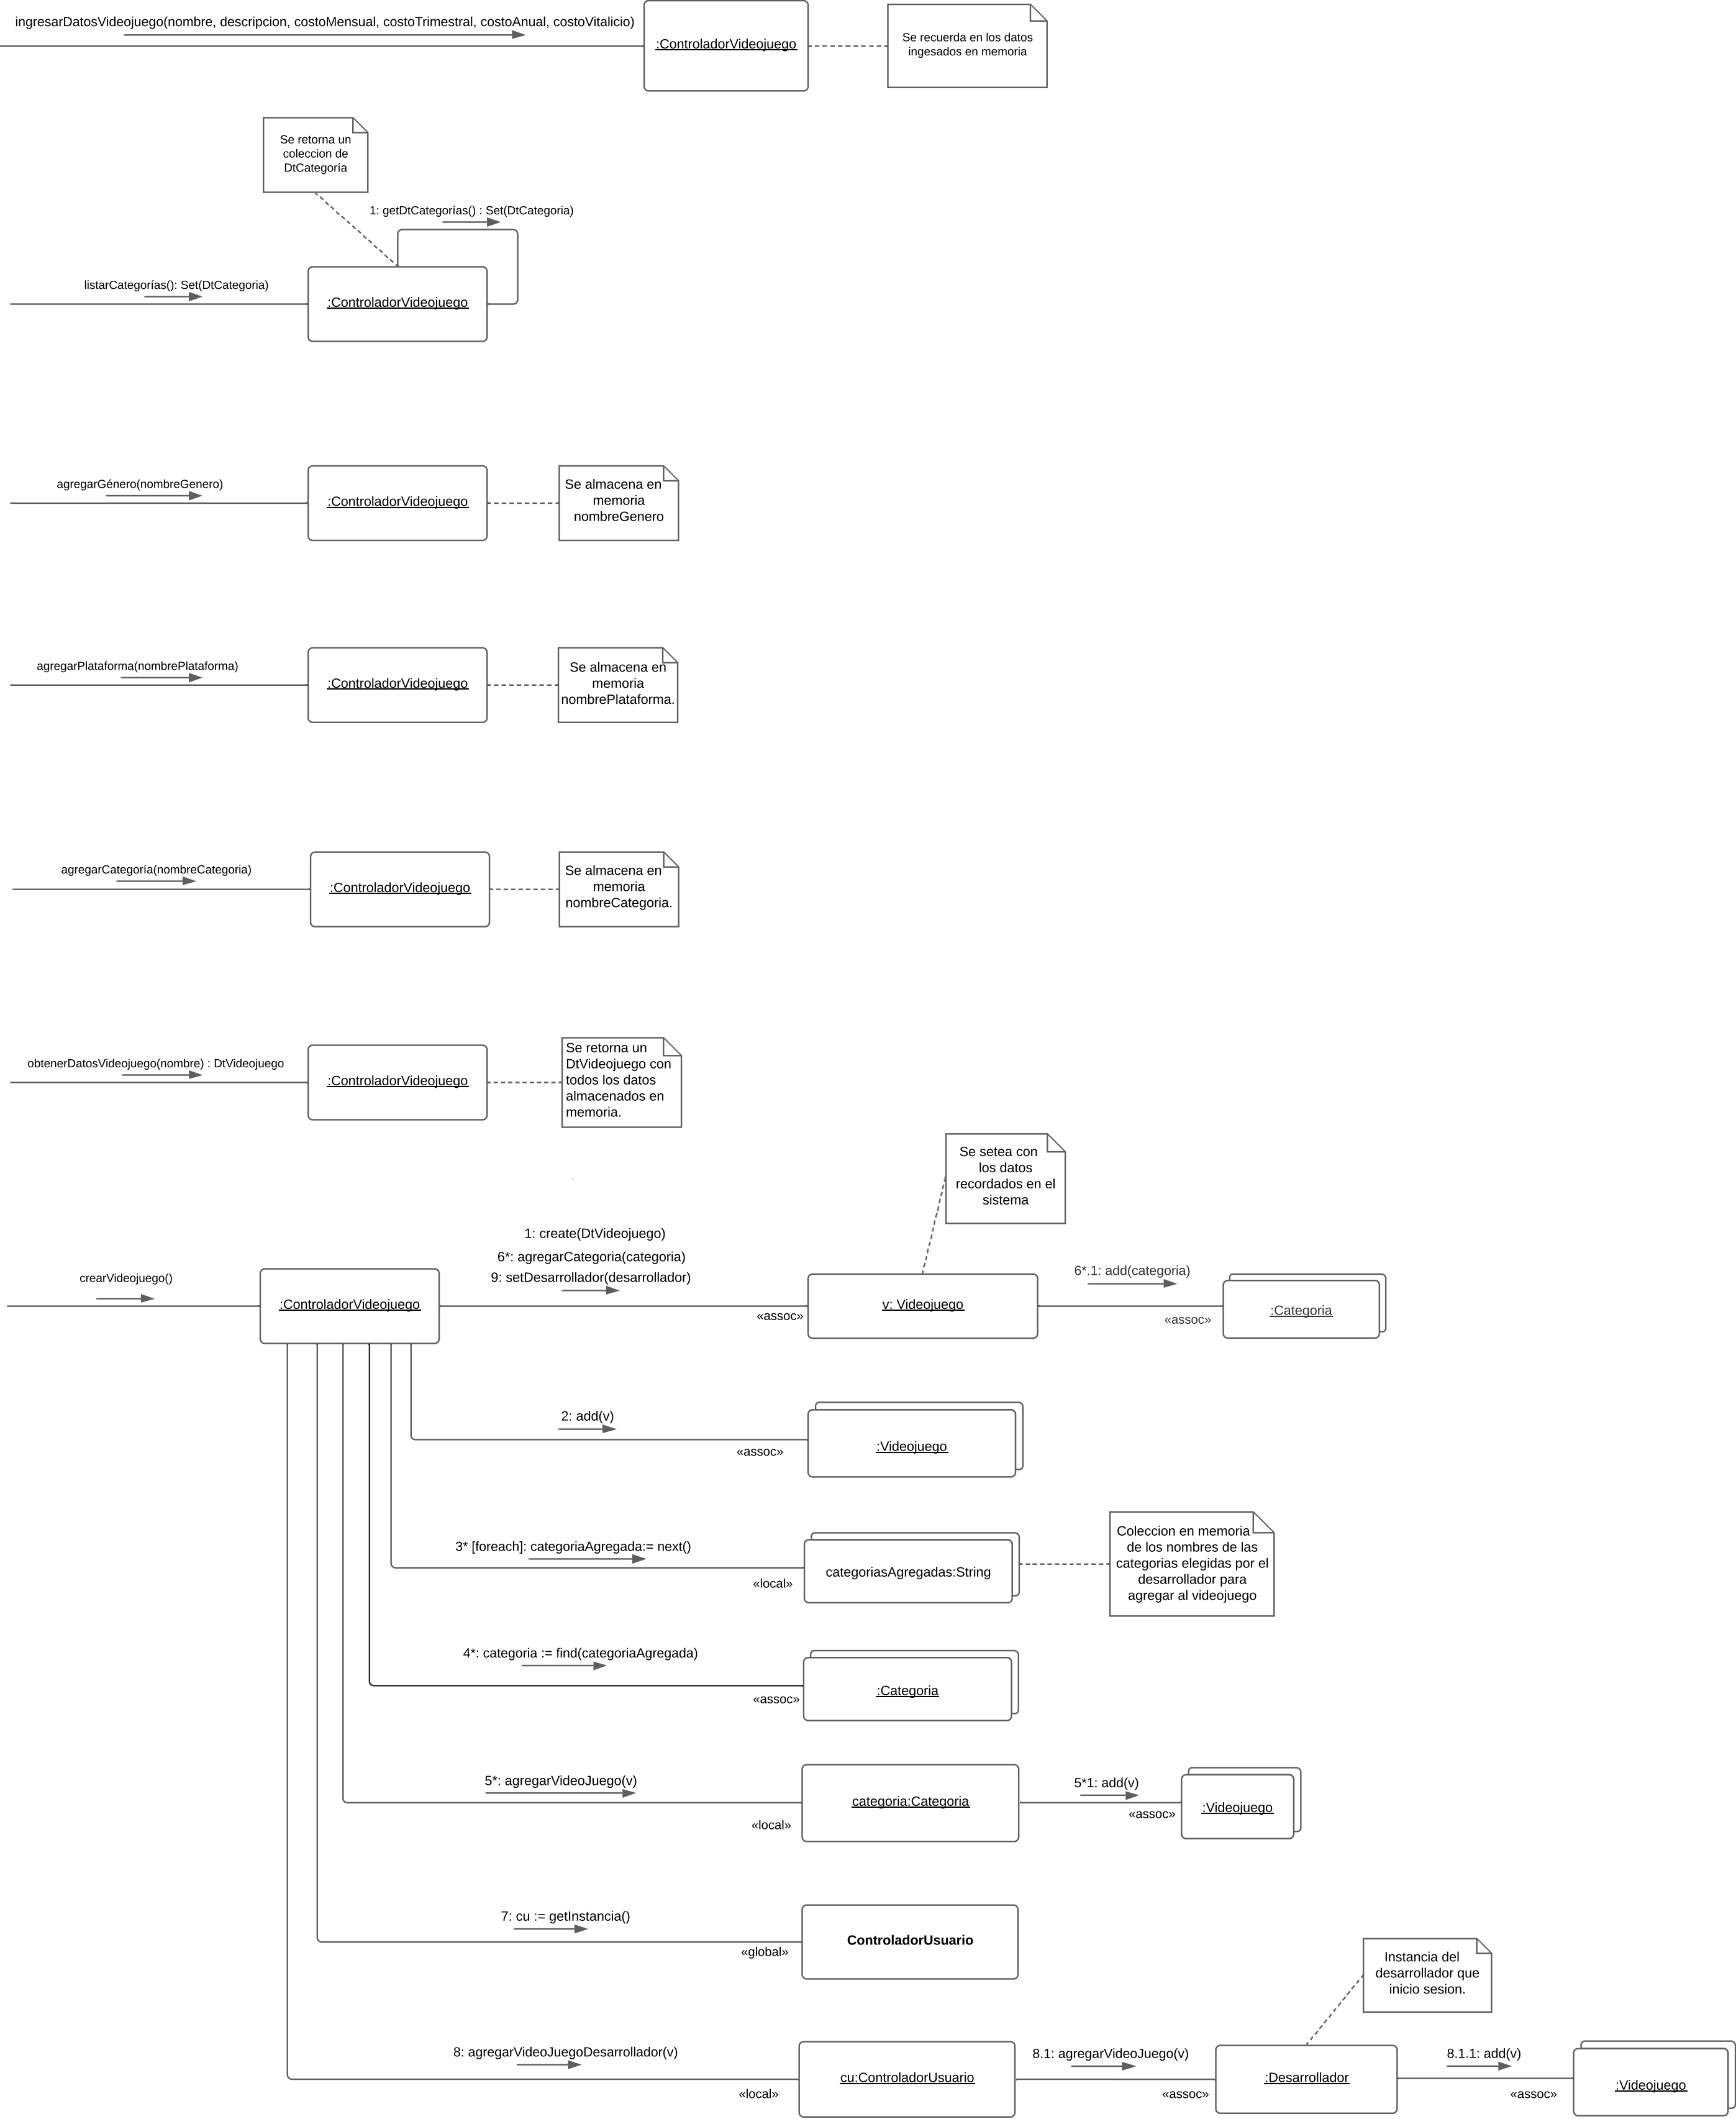 ingresarDatosVideojuego(nombre, descripcion, costoMensual, costoTrimestral, costoAnual, costoVitalicio)
:ControladorVideojuego
Se recuerda en los datos
ingesados en memoria
Se retorna un
coleccion de
DtCategoría
1: getDtCategorías() : Set(DtCategoria)
listarCategorías(): Set(DtCategoria)
:ControladorVideojuego
agregarGénero(nombreGenero)
:ControladorVideojuego
Se almacena en
memoria
nombreGenero
agregarPlataforma(nombrePlataforma)
:ControladorVideojuego
Se almacena en
memoria
nombrePlataforma.
agregarCategoría(nombreCategoria)
:ControladorVideojuego
Se almacena en
memoria
nombreCategoria.
obtenerDatosVideojuego(nombre) : DtVideojuego
:ControladorVideojuego
Se retorna un
DtVideojuego con
todos los datos
almacenados en
memoria.
Se setea con
los datos
recordados en el
sistema
1: create(DtVideojuego)
6*: agregarCategoria(categoria)
9: setDesarrollador(desarrollador)
crearVideojuego()
:ControladorVideojuego
«assoc»
v: Videojuego
6*.1: add(categoria)
«assoc»
:Categoria
2: add(v)
«assoc»
:Videojuego
3* [foreach]: categoriaAgregada:= next()
«local»
categoriasAgregadas:String
Coleccion en memoria
de los nombres de las
categorias elegidas por el
desarrollador para
agregar al videojuego
4*: categoria := find(categoriaAgregada)
«assoc»
:Categoria
5*: agregarVideoJuego(v)
«local»
categoria:Categoria
5*1: add(v)
«assoc»
:Videojuego
7: cu := getInstancia()
«global»
ControladorUsuario
Instancia del
desarrollador que
inicio sesion.
8: agregarVideoJuegoDesarrollador(v)
«local»
cu:ControladorUsuario
8.1: agregarVideoJuego(v)
«assoc»
:Desarrollador
8.1.1: add(v)
«assoc»
:Videojuego